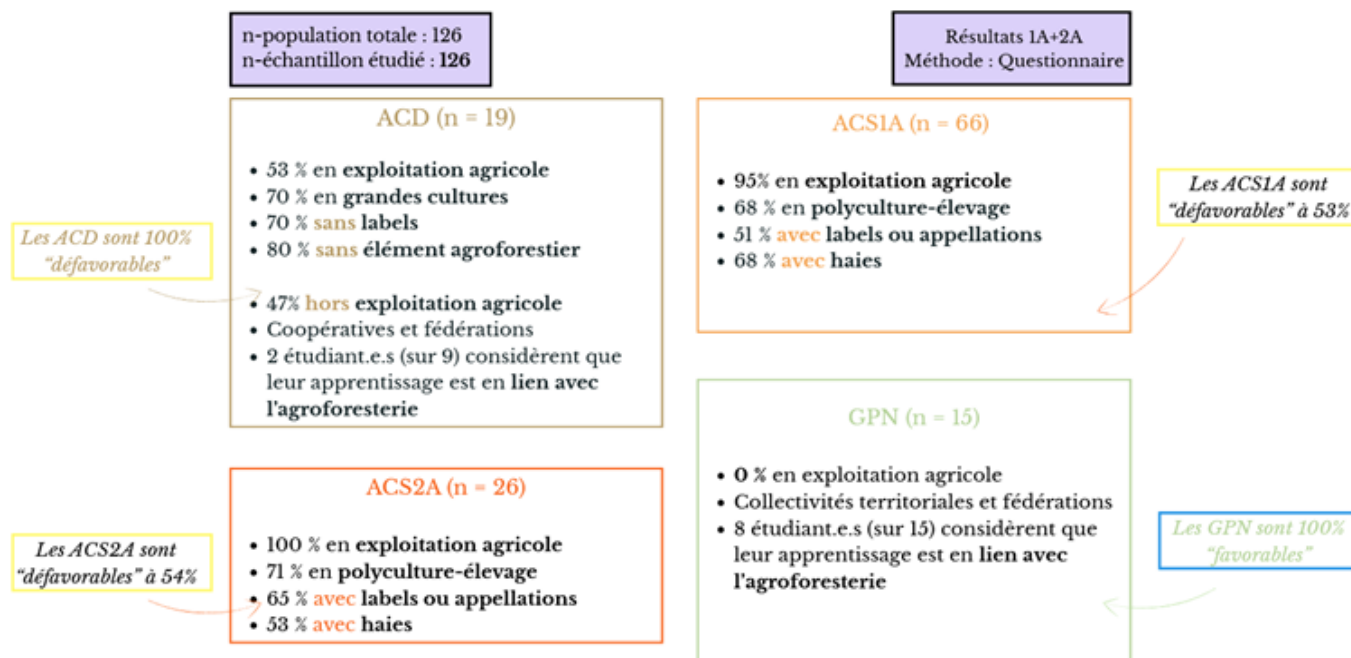 n-population totale : 126
n-échantillon étudié : 126
Résultats 1A+2A
Méthode : Questionnaire
ACD (n = 19)
• 53 % en exploitation agricole
• 70 % en grandes cultures
• 70 % sans labels
• 80 % sans élément agroforestier
• 47% hors exploitation agricole
• Coopératives et fédérations
• 2 étudiant.e.s (sur 9) considèrent que
leur apprentissage est en lien avec
l'agroforesterie
Les ACD sont 100%
“défavorables”
ACS1A (n = 66)
• 95% en exploitation agricole
• 68 % en polyculture-élevage
• 51 % avec labels ou appellations
• 68 % avec haies
Les ACS1A sont
“défavorables” à 53%
ACS2A (n = 26)
• 100 % en exploitation agricole
• 71 % en polyculture-élevage
• 65 % avec labels ou appellations
• 53 % avec haies
Les ACS2A sont
“défavorables” à 54%
GPN (n = 15)
• 0 % en exploitation agricole
• Collectivités territoriales et fédérations
• 8 étudiant.e.s (sur 15) considèrent que
leur apprentissage est en lien avec
l'agroforesterie
Les GPN sont 100%
“favorables”